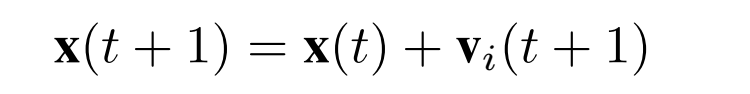 x(t + 1) = x(t) + vᵢ(t + 1)